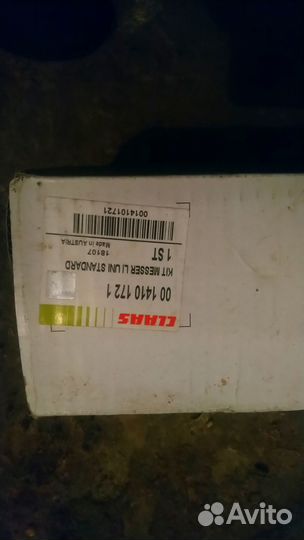 CLAAS
00 1410 172 1
KIT MESSER LI UNI STANDARD
1 ST
18107
Made in AUSTRIA
0014101721
Avito